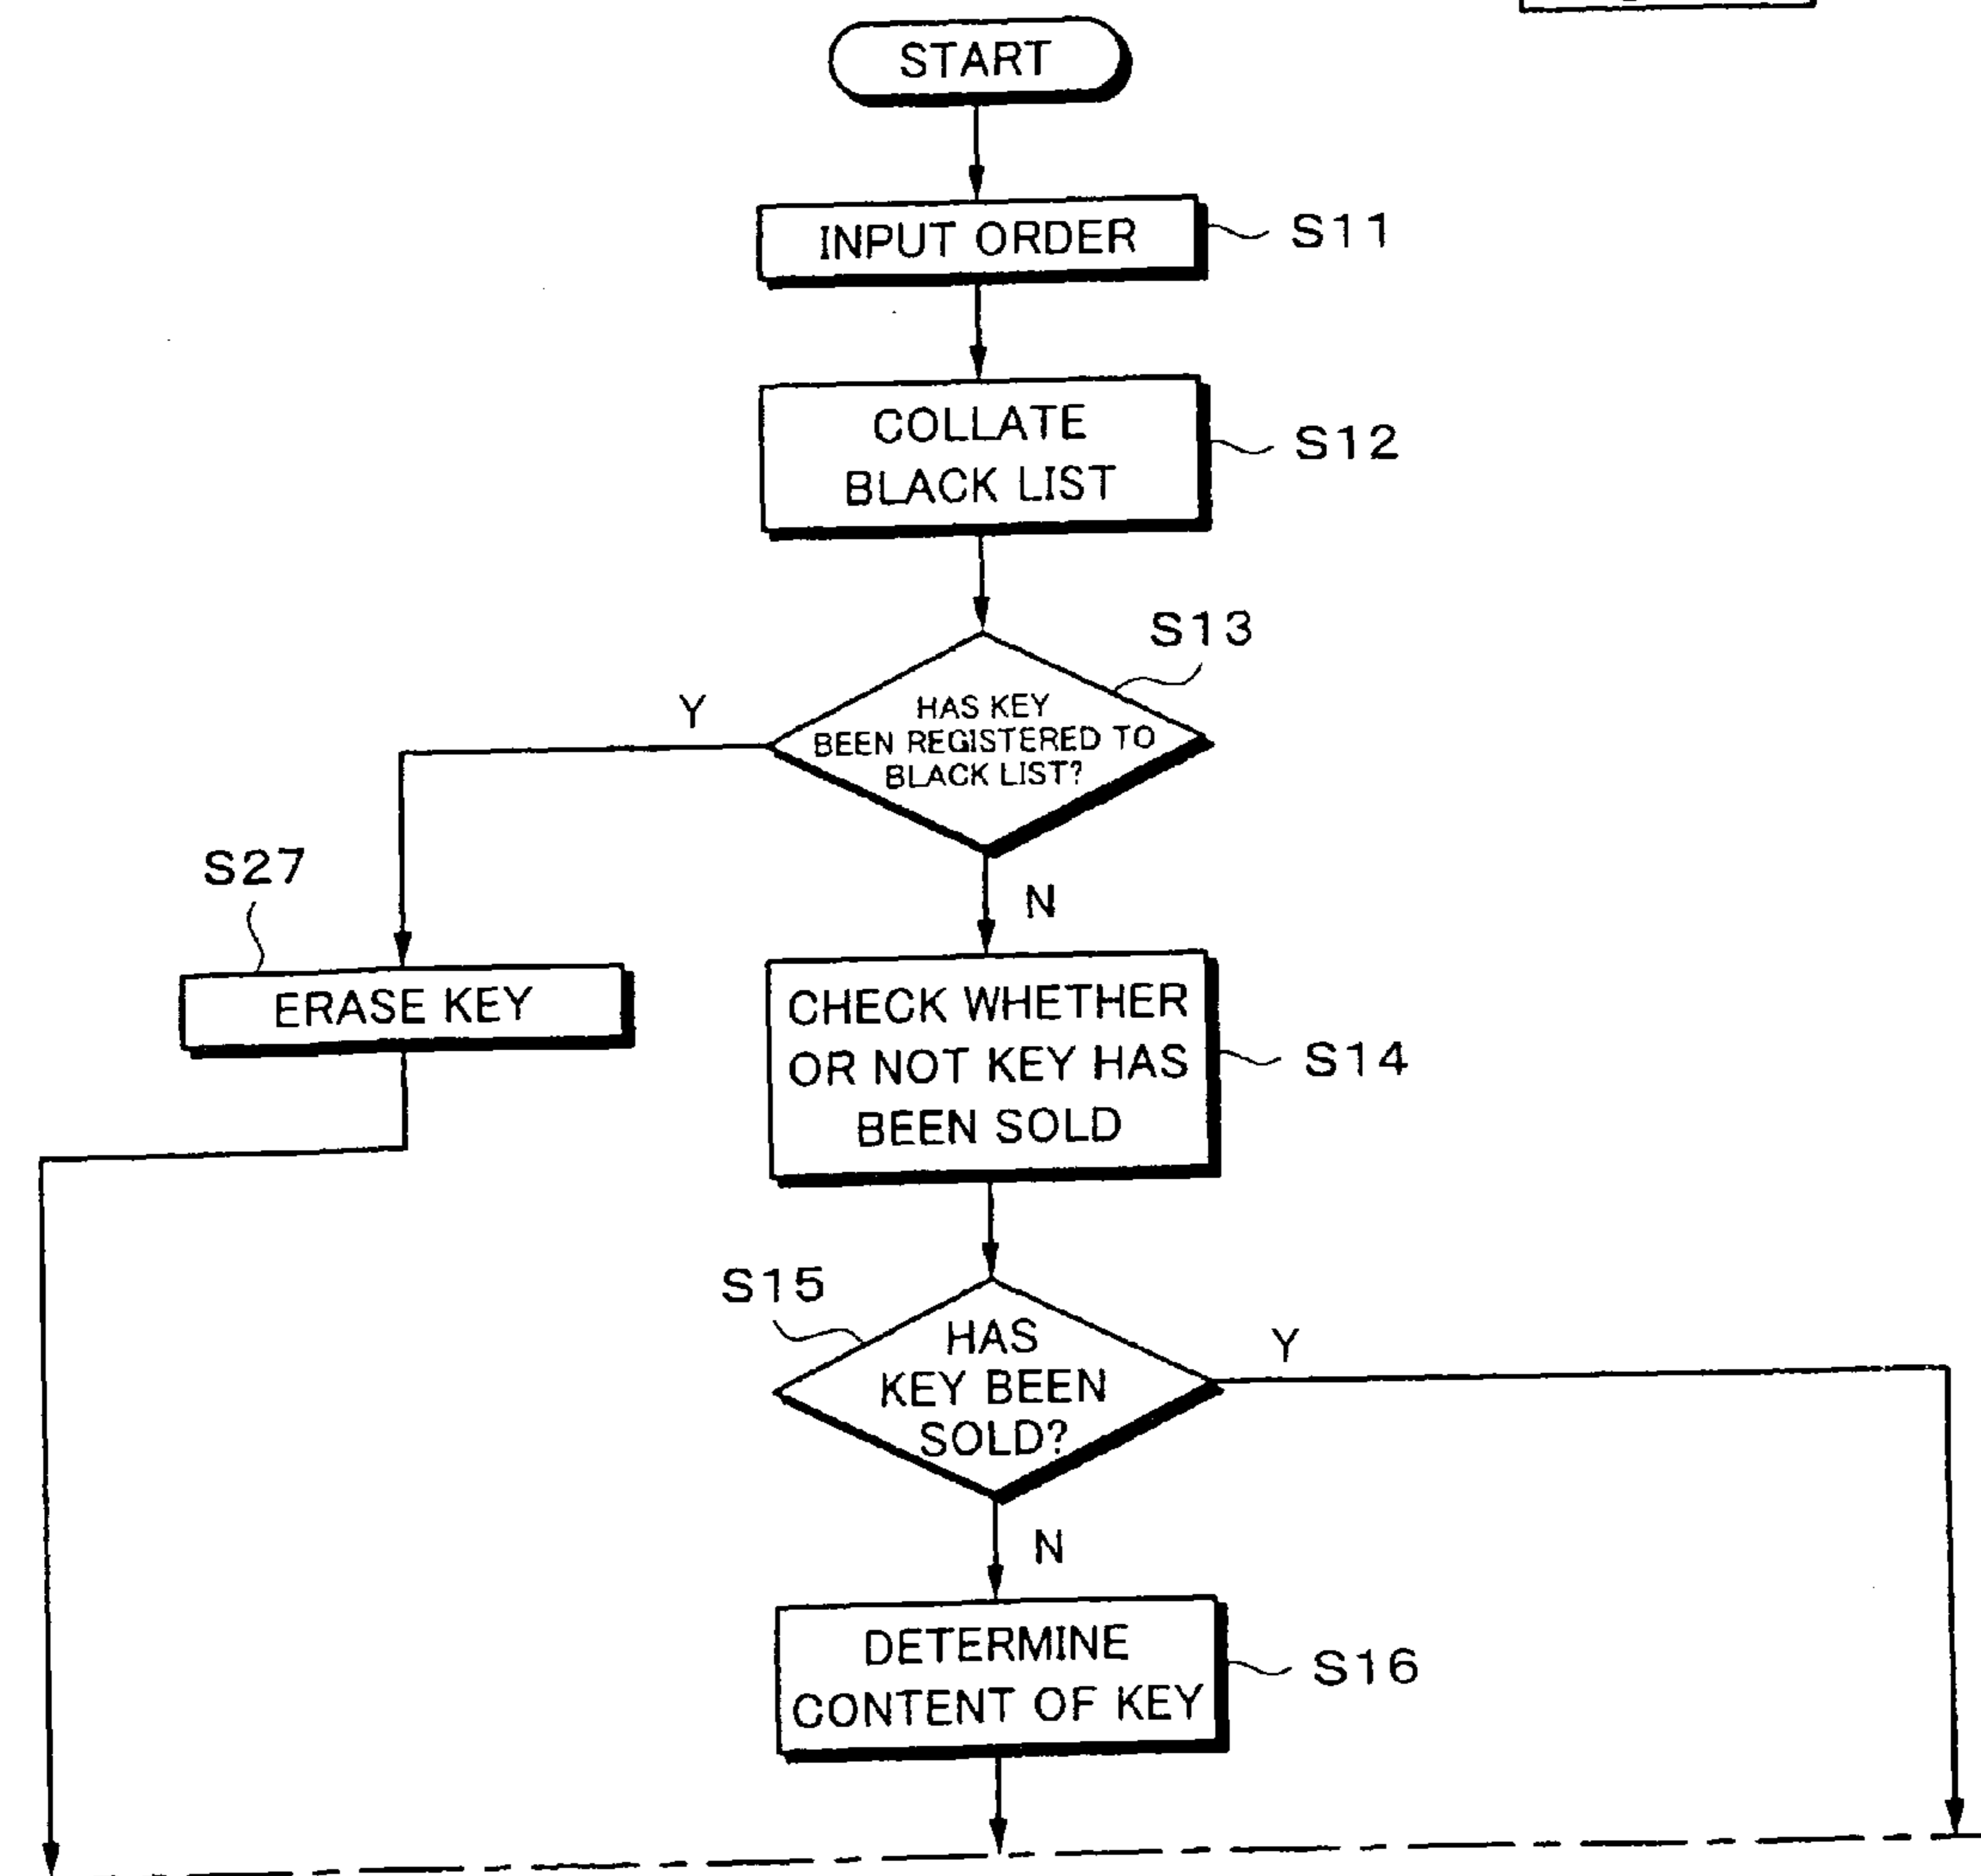 START
INPUT ORDER
S11
COLLATE
BLACK LIST
S12
S13
HAS KEY
BEEN REGISTERED TO
BLACK LIST?
Y
N
S27
ERASE KEY
CHECK WHETHER
OR NOT KEY HAS
BEEN SOLD
S14
S15
HAS
KEY BEEN
SOLD?
Y
N
DETERMINE
CONTENT OF KEY
S16